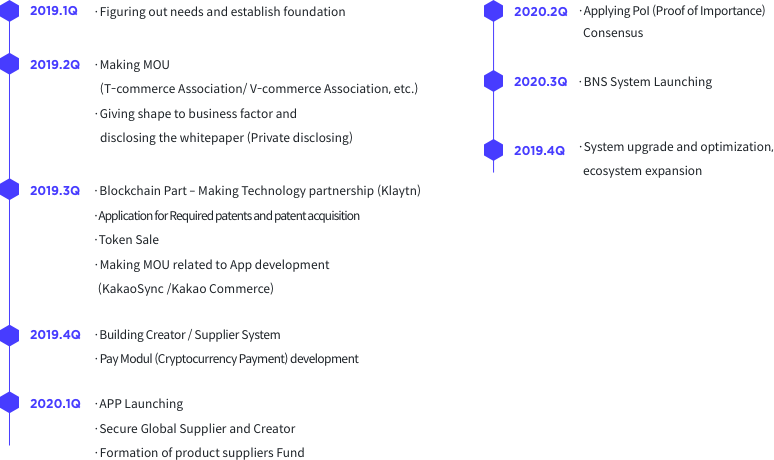 2019.1Q · Figuring out needs and establish foundation
2019.2Q · Making MOU
(T-commerce Association/ V-commerce Association, etc.)
· Giving shape to business factor and
disclosing the whitepaper (Private disclosing)
2019.3Q · Blockchain Part – Making Technology partnership (Klaytn)
· Application for Required patents and patent acquisition
· Token Sale
· Making MOU related to App development
(KakaoSync /Kakao Commerce)
2019.4Q · Building Creator / Supplier System
· Pay Modul (Cryptocurrency Payment) development
2020.1Q · APP Launching
· Secure Global Supplier and Creator
· Formation of product suppliers Fund
2020.2Q · Applying PoI (Proof of Importance)
Consensus
2020.3Q · BNS System Launching
2019.4Q · System upgrade and optimization,
ecosystem expansion